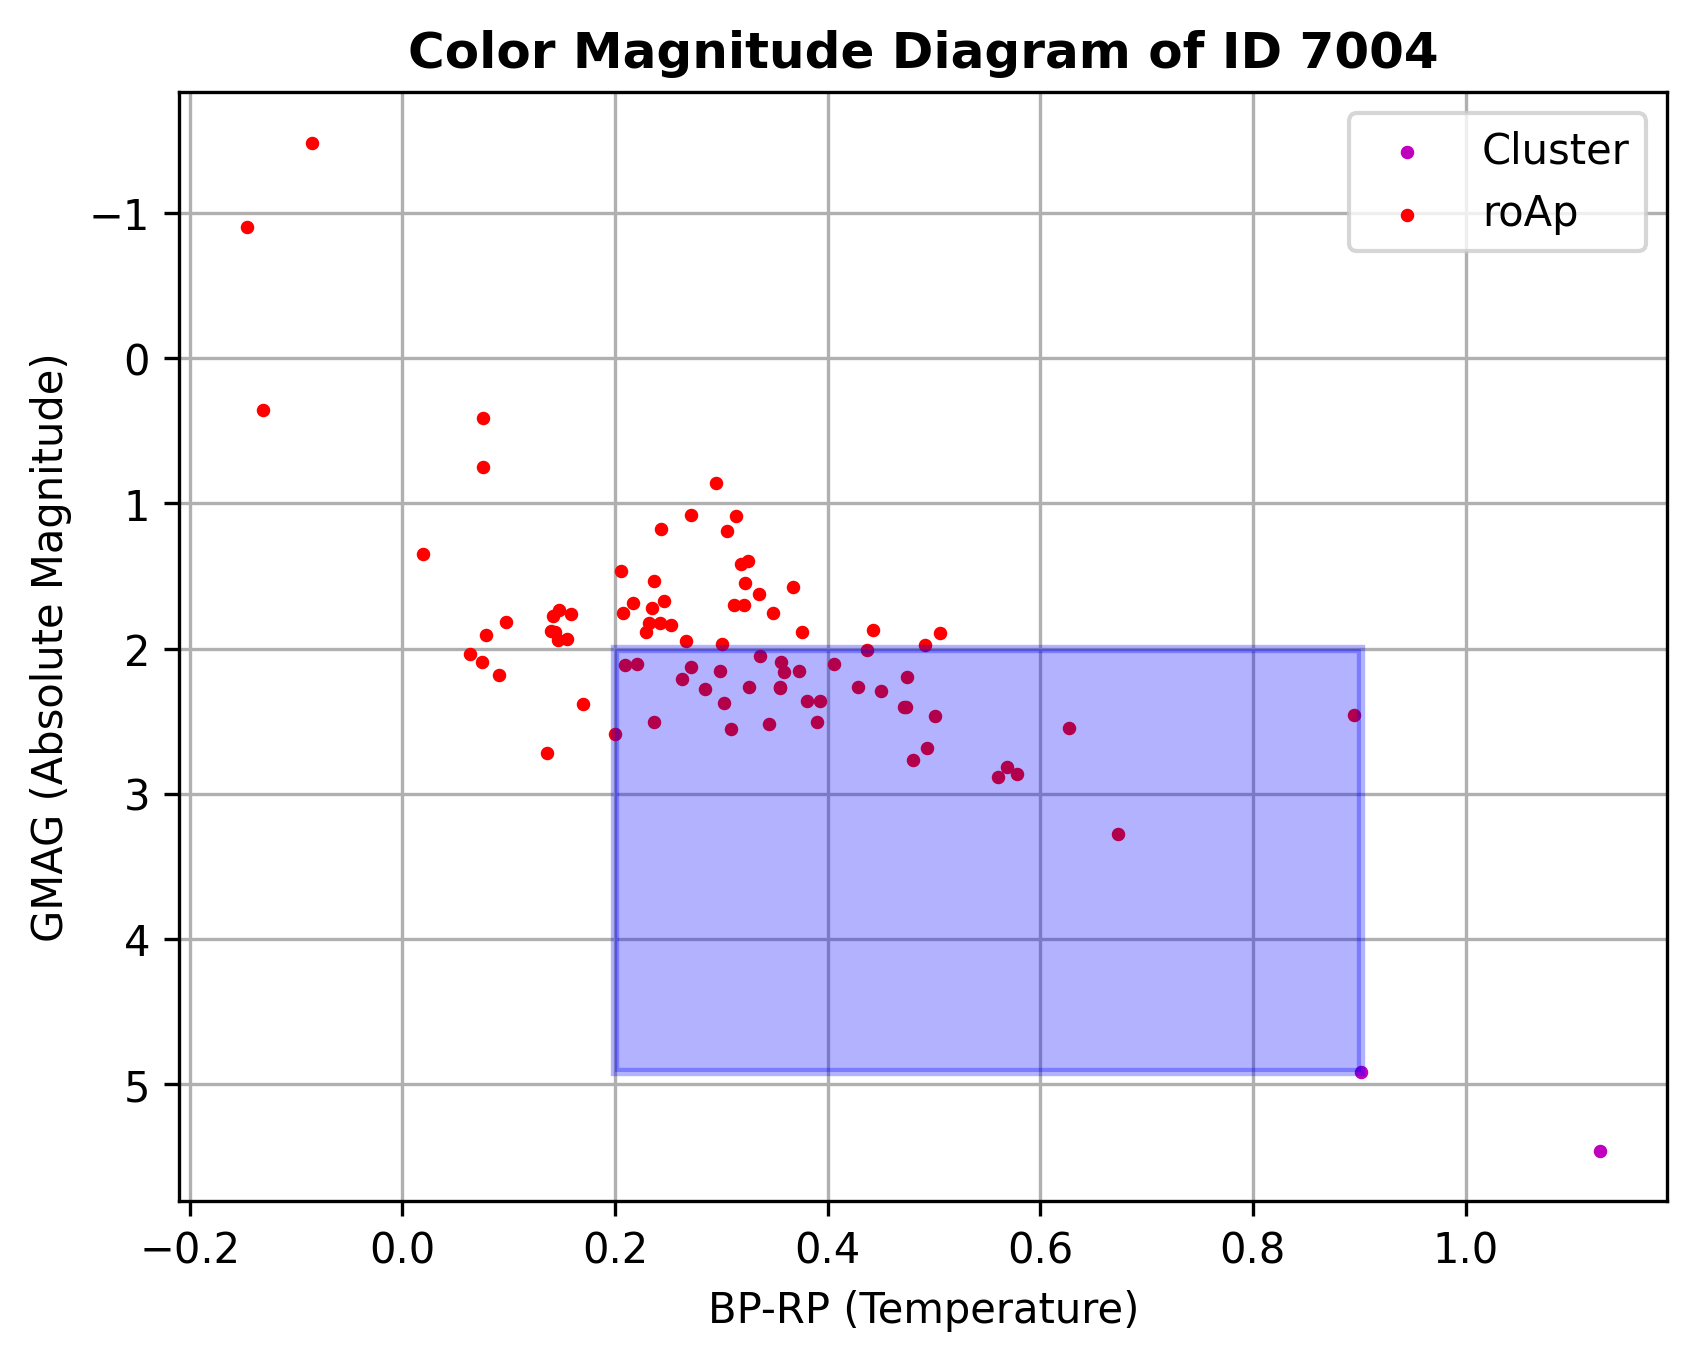 Color Magnitude Diagram of ID 7004
Cluster
roAp
GMAG (Absolute Magnitude)
−1
0
1
2
3
4
5
−0.2 0.0 0.2 0.4 0.6 0.8 1.0
BP-RP (Temperature)